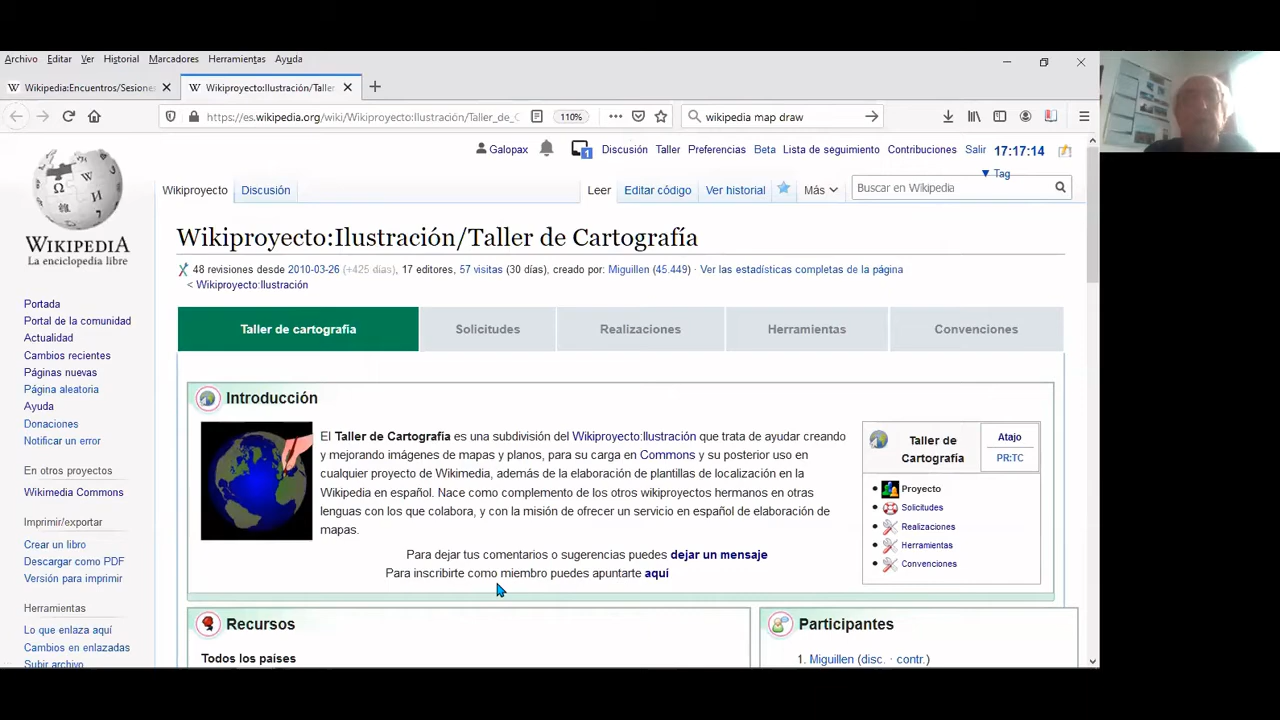 Archivo Editar Ver Historial Marcadores Herramientas Ayuda
Wikipedia:Encuentros/Sesione Wikiproyecto:Ilustración/Taller
https://es.wikipedia.org/wiki/Wikiproyecto:Ilustración/Taller_de_C 110% wikipedia map draw
Galopax 1 Discusión Taller Preferencias Beta Lista de seguimiento Contribuciones Salir 17:17:14
Tag
Wikiproyecto Discusión Leer Editar código Ver historial Más Buscar en Wikipedia
WIKIPEDIA
La enciclopedia libre
Portada
Portal de la comunidad
Actualidad
Cambios recientes
Páginas nuevas
Página aleatoria
Ayuda
Donaciones
Notificar un error
En otros proyectos
Wikimedia Commons
Imprimir/exportar
Crear un libro
Descargar como PDF
Versión para imprimir
Herramientas
Lo que enlaza aquí
Cambios en enlazadas
Subir archivo
Wikiproyecto:Ilustración/Taller de Cartografía
48 revisiones desde 2010-03-26 (+425 días), 17 editores, 57 visitas (30 días), creado por: Miguillen (45.449) · Ver las estadísticas completas de la página
< Wikiproyecto:Ilustración
Taller de cartografía Solicitudes Realizaciones Herramientas Convenciones
Introducción
El Taller de Cartografía es una subdivisión del Wikiproyecto:Ilustración que trata de ayudar creando
y mejorando imágenes de mapas y planos, para su carga en Commons y su posterior uso en
cualquier proyecto de Wikimedia, además de la elaboración de plantillas de localización en la
Wikipedia en español. Nace como complemento de los otros wikiproyectos hermanos en otras
lenguas con los que colabora, y con la misión de ofrecer un servicio en español de elaboración de
mapas.
Para dejar tus comentarios o sugerencias puedes dejar un mensaje
Para inscribirte como miembro puedes apuntarte aquí
Taller de
Cartografía
Atajo
PR:TC
Proyecto
Solicitudes
Realizaciones
Herramientas
Convenciones
Recursos
Todos los países
Participantes
1. Miguillen (disc. · contr.)